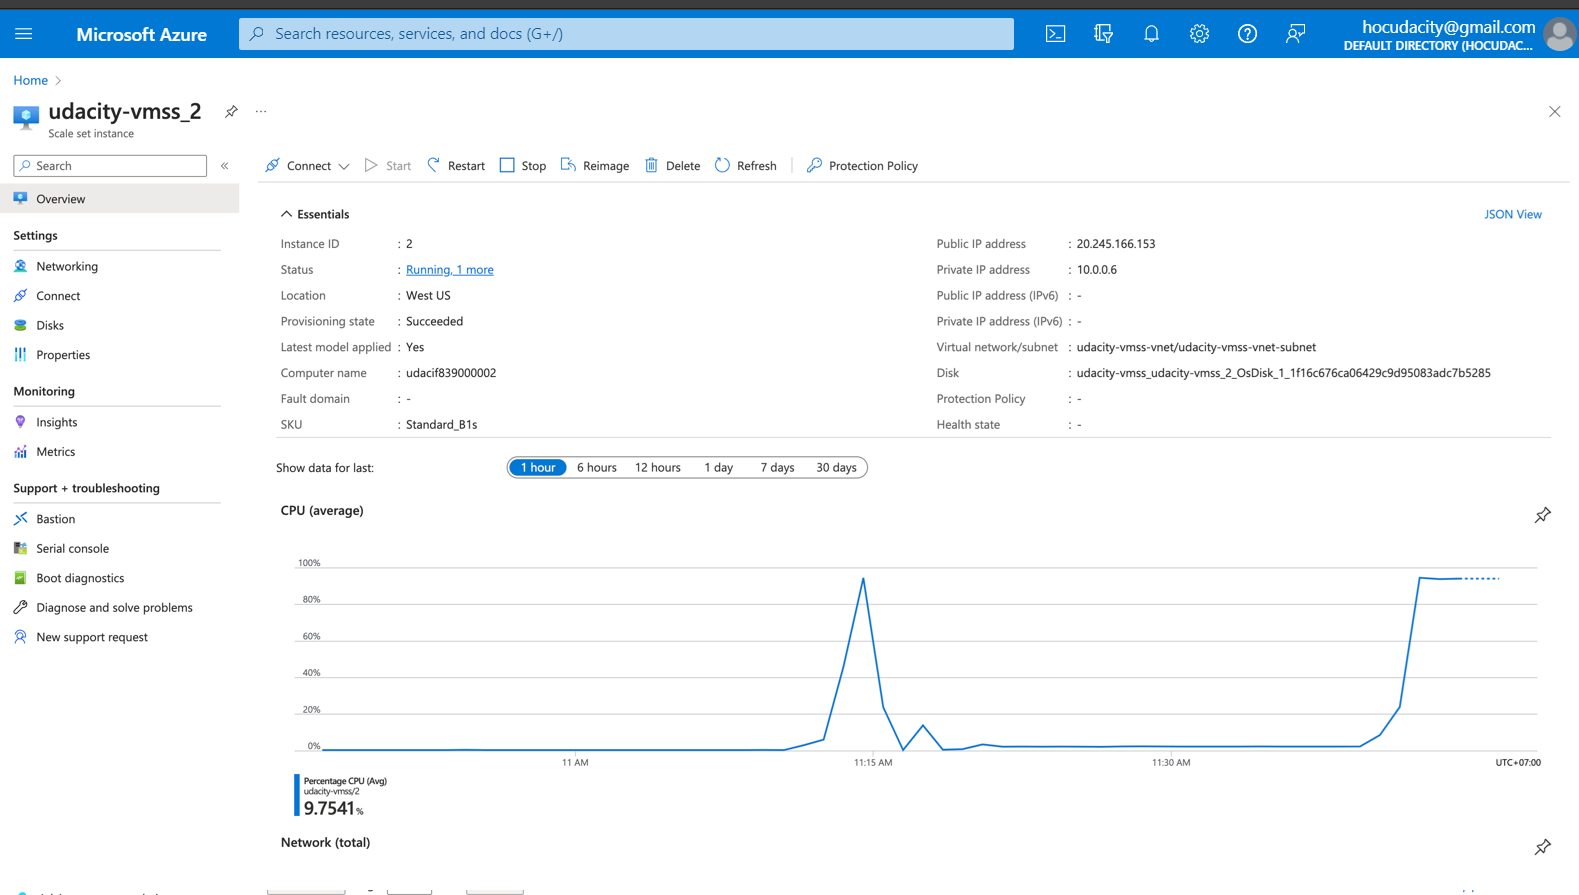 Microsoft Azure
Search resources, services, and docs (G+/)
hocudacity@gmail.com
DEFAULT DIRECTORY (HOCUDAC...
Home
udacity-vmss_2
...
Scale set instance
Search
«
Connect
Start
Restart
Stop
Reimage
Delete
Refresh
Protection Policy
Overview
Settings
Networking
Connect
Disks
Properties
Monitoring
Insights
Metrics
Support + troubleshooting
Bastion
Serial console
Boot diagnostics
Diagnose and solve problems
New support request
Essentials
JSON View
Instance ID : 2
Status : Running, 1 more
Location : West US
Provisioning state : Succeeded
Latest model applied : Yes
Computer name : udacif839000002
Fault domain : -
SKU : Standard_B1s
Public IP address : 20.245.166.153
Private IP address : 10.0.0.6
Public IP address (IPv6) : -
Private IP address (IPv6) : -
Virtual network/subnet : udacity-vmss-vnet/udacity-vmss-vnet-subnet
Disk : udacity-vmss_udacity-vmss_2_OsDisk_1_1f16c676ca06429c9d95083adc7b5285
Protection Policy : -
Health state : -
Show data for last: 1 hour 6 hours 12 hours 1 day 7 days 30 days
CPU (average)
100%
80%
60%
40%
20%
0%
11 AM 11:15 AM 11:30 AM UTC+07:00
Percentage CPU (Avg)
udacity-vmss/2
9.7541 %
Network (total)